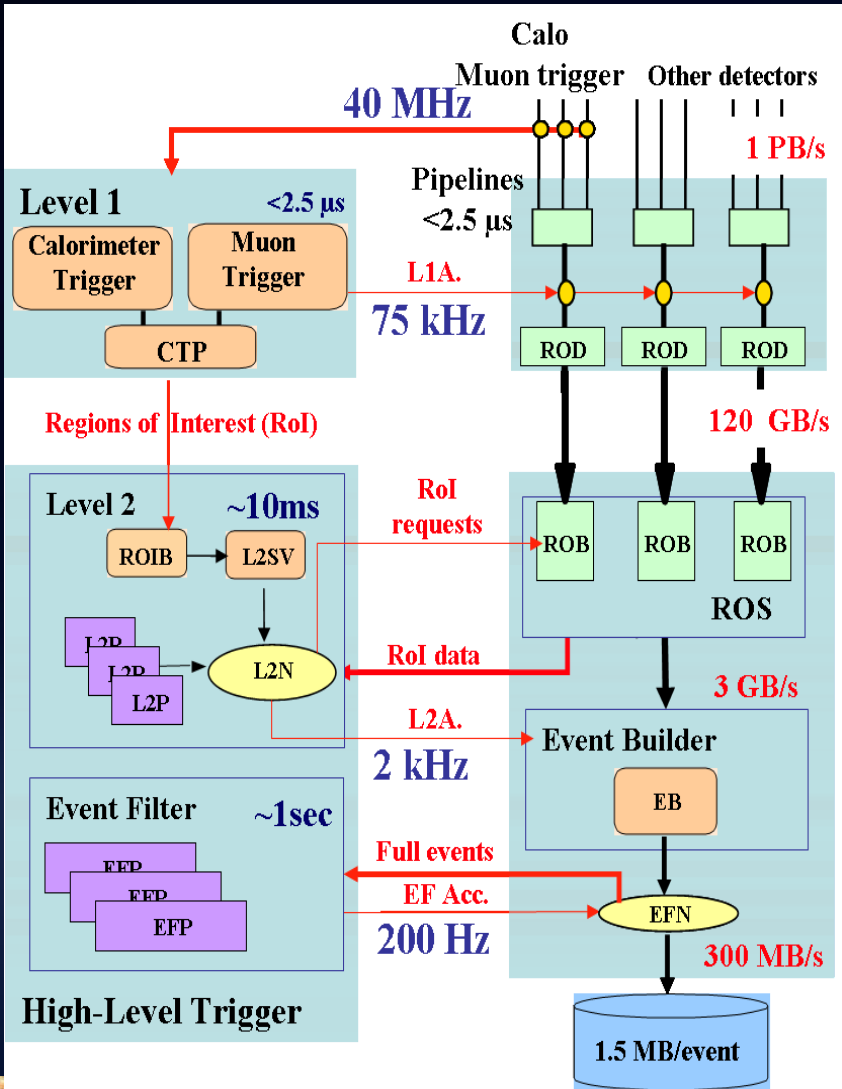 Calo
Muon trigger
Other detectors
40 MHz
1 PB/s
Pipelines
<2.5 µs
Level 1
<2.5 µs
Calorimeter
Trigger
Muon
Trigger
L1A.
75 kHz
CTP
ROD
ROD
ROD
Regions of Interest (RoI)
120 GB/s
Level 2
~10ms
RoI
requests
ROIB
L2SV
ROB
ROB
ROB
ROS
L2P
L2P
L2P
L2N
RoI data
3 GB/s
L2A.
2 kHz
Event Builder
EB
Event Filter
~1sec
Full events
EFP
EFP
EFP
EF Acc.
200 Hz
EFN
300 MB/s
High-Level Trigger
1.5 MB/event